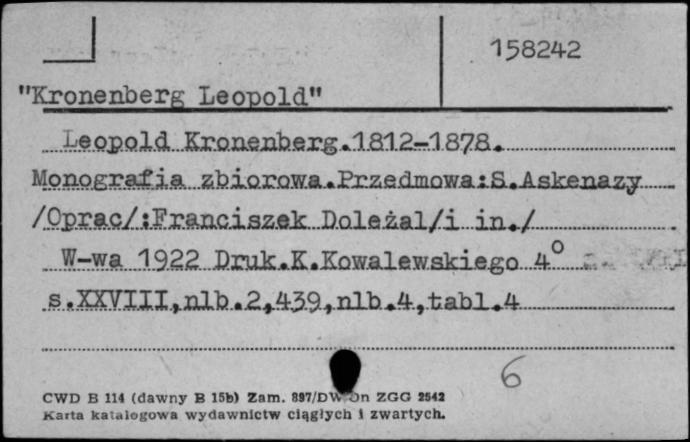 158242
"Kronenberg Leopold"
Leopold Kronenberg.1812-1878.
Monografia zbiorowa.Przedmowa:S.Askenazy
/Oprac/:Franciszek Doleżal/i in./
W-wa 1922 Druk.K.Kowalewskiego 4°
s.XXVIII,nlb.2,439,nlb.4,tabl.4
6
CWD B 114 (dawny B 15b) Zam. 897/DW On ZGG 2542
Karta katalogowa wydawnictw ciągłych i zwartych.